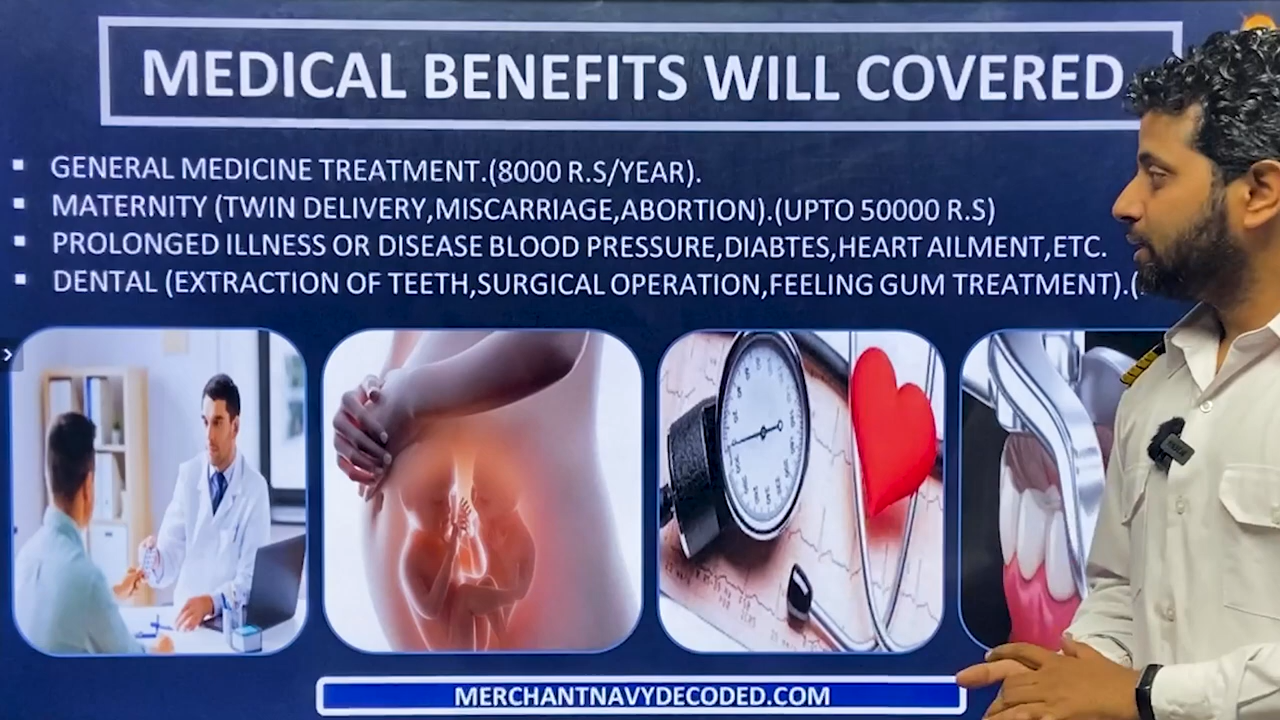 MEDICAL BENEFITS WILL COVERED
GENERAL MEDICINE TREATMENT.(8000 R.S/YEAR).
MATERNITY (TWIN DELIVERY,MISCARRIAGE,ABORTION).(UPTO 50000 R.S)
PROLONGED ILLNESS OR DISEASE BLOOD PRESSURE,DIABTES,HEART AILMENT,ETC.
DENTAL (EXTRACTION OF TEETH,SURGICAL OPERATION,FEELING GUM TREATMENT).(
MERCHANTNAVYDECODED.COM